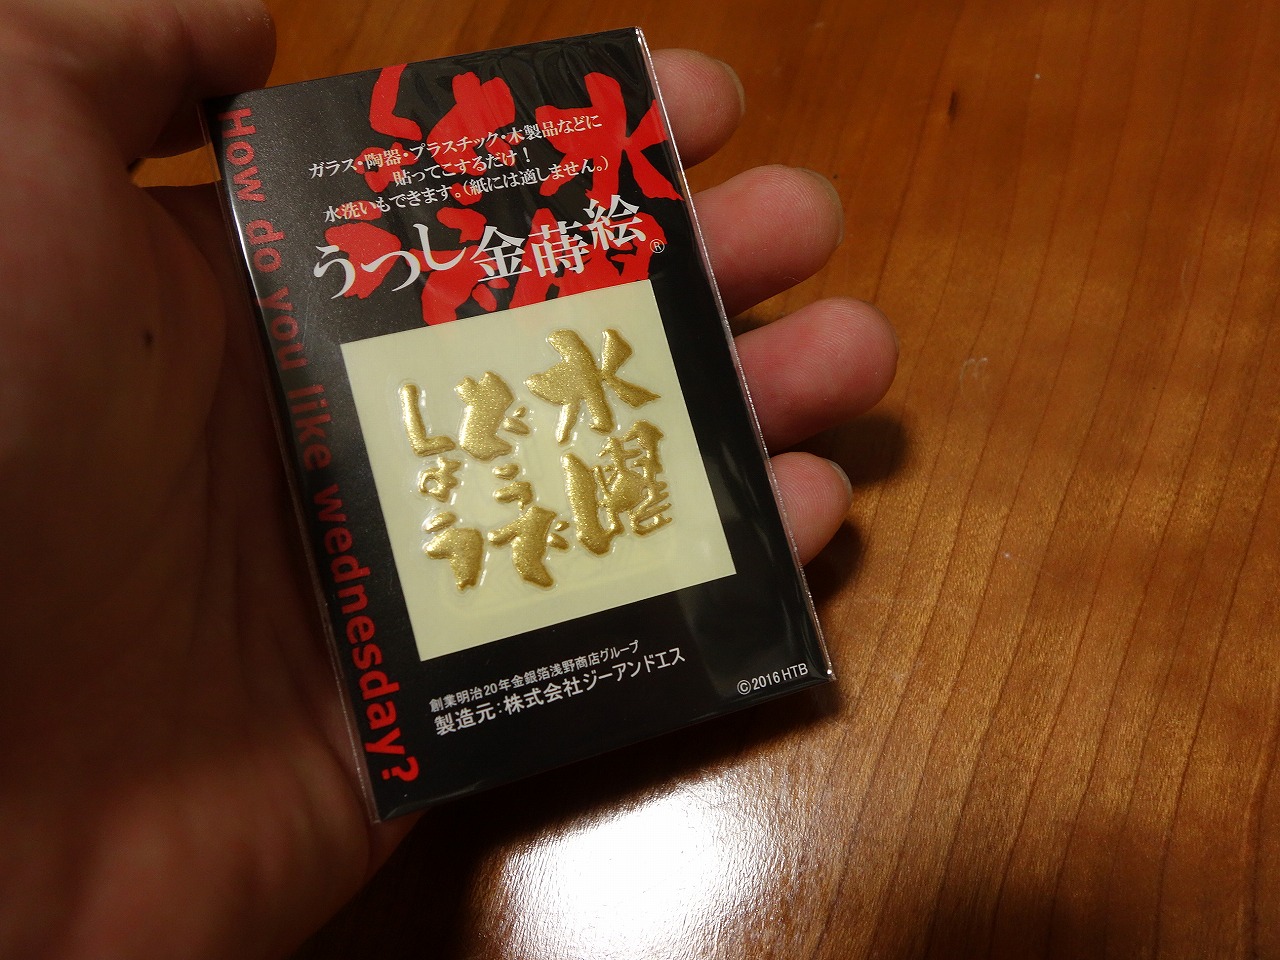 ガラス・陶器・プラスチック・木製品などに
貼ってこするだけ！
水洗いもできます。（紙には適しません。）
うつし金蒔絵®
How do you like wednesday?
水曜
どうで
しょう
創業明治20年金銀箔浅野商店グループ
製造元：株式会社ジーアンドエス
©2016 HTB